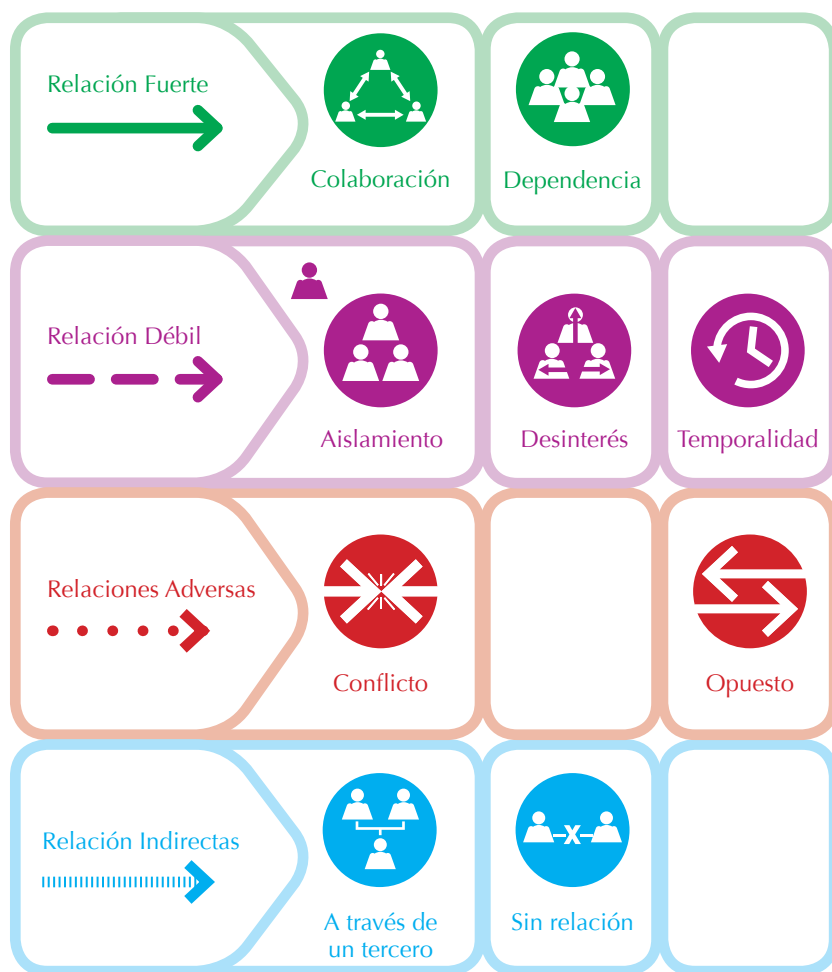 Relación Fuerte
Colaboración
Dependencia
Relación Débil
Aislamiento
Desinterés
Temporalidad
Relaciones Adversas
Conflicto
Opuesto
Relación Indirectas
A través de
un tercero
X
Sin relación